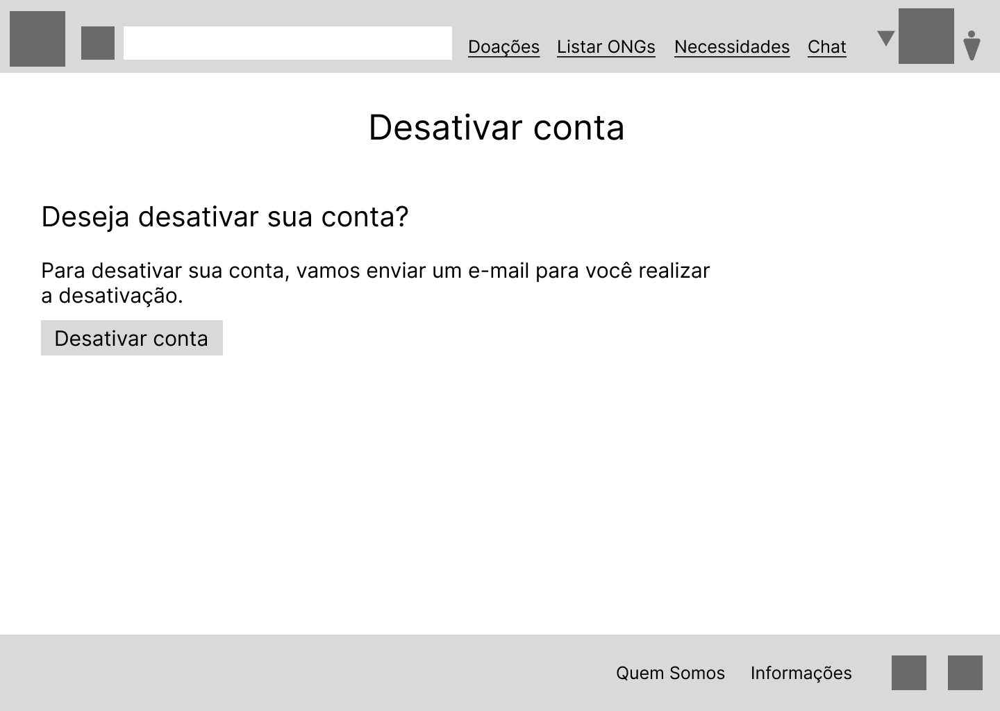 Doações Listar ONGs Necessidades Chat
Desativar conta
Deseja desativar sua conta?
Para desativar sua conta, vamos enviar um e-mail para você realizar
a desativação.
Desativar conta
Quem Somos Informações